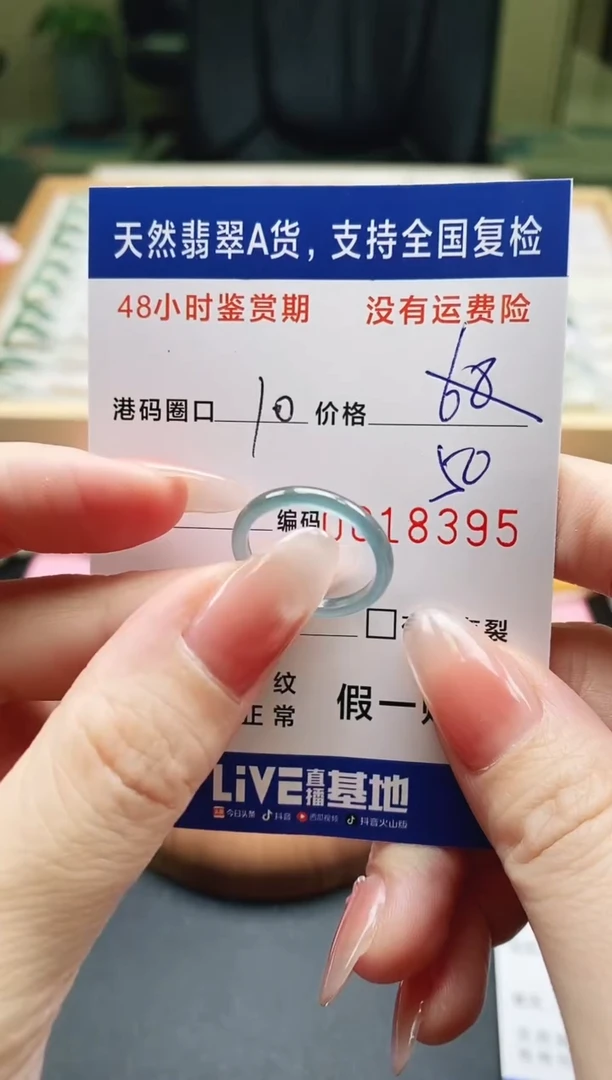 天然翡翠A货，支持全国复检
48小时鉴赏期 没有运费险
港码圈口 10 价格 68
50
编码 0018395
□ 裂
纹
正常 假一
LiVE直播基地
今日头条 抖音 西瓜视频 抖音火山版